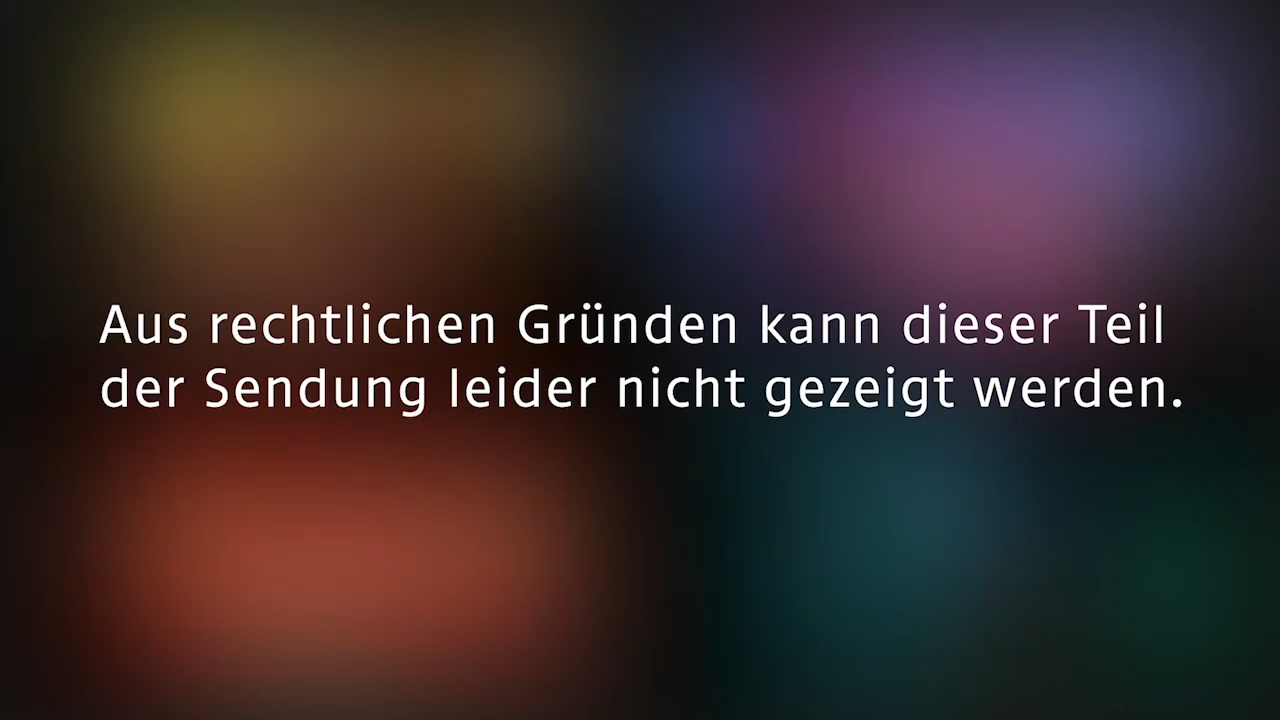 Aus rechtlichen Gründen kann dieser Teil
der Sendung leider nicht gezeigt werden.